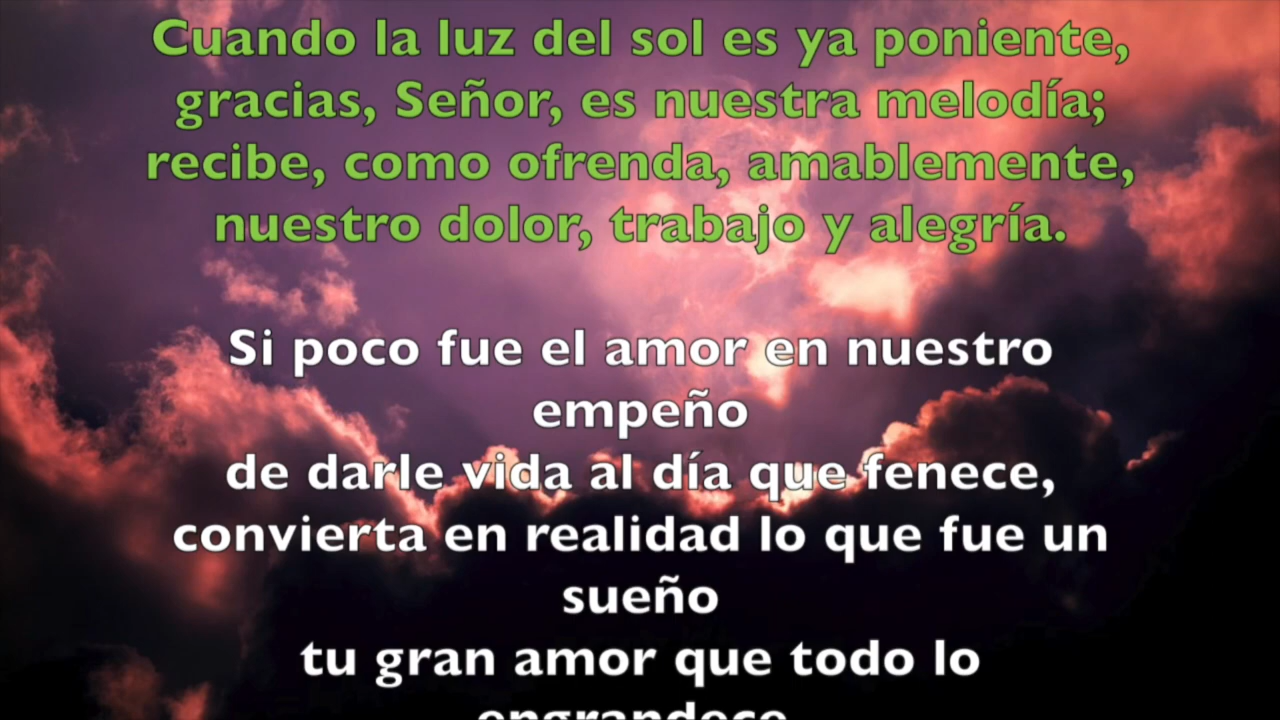 Cuando la luz del sol es ya poniente,
gracias, Señor, es nuestra melodía;
recibe, como ofrenda, amablemente,
nuestro dolor, trabajo y alegría.
Si poco fue el amor en nuestro
empeño
de darle vida al día que fenece,
convierta en realidad lo que fue un
sueño
tu gran amor que todo lo
engrandece.